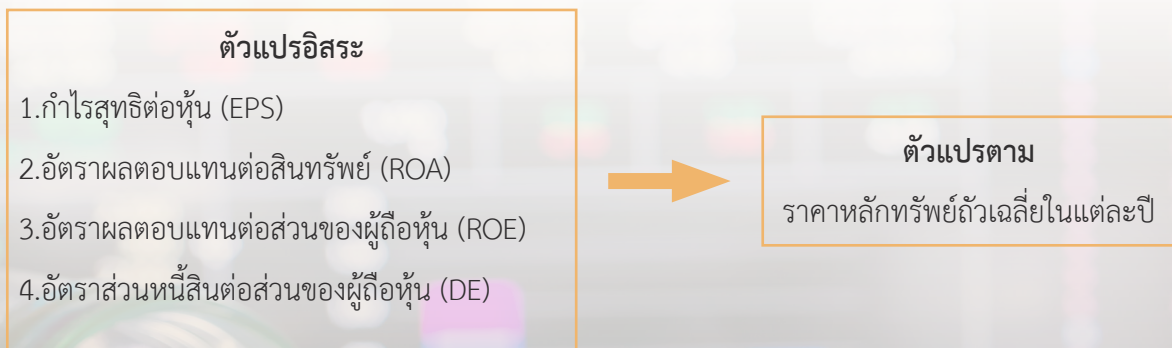 ตัวแปรอิสระ
1.กำไรสุทธิต่อหุ้น (EPS)
2.อัตราผลตอบแทนต่อสินทรัพย์ (ROA)
3.อัตราผลตอบแทนต่อส่วนของผู้ถือหุ้น (ROE)
4.อัตราส่วนหนี้สินต่อส่วนของผู้ถือหุ้น (DE)
ตัวแปรตาม
ราคาหลักทรัพย์ถัวเฉลี่ยในแต่ละปี